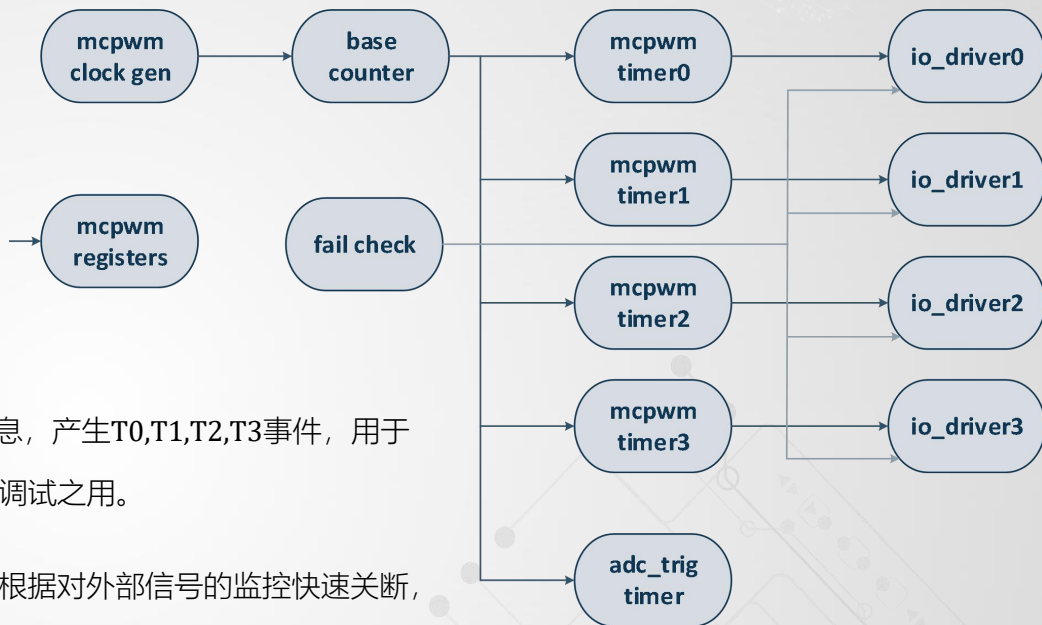 mcpwm
clock gen
base
counter
mcpwm
timer0
io_driver0
mcpwm
timer1
io_driver1
mcpwm
registers
fail check
mcpwm
timer2
io_driver2
mcpwm
timer3
io_driver3
息，产生T0,T1,T2,T3事件，用于
调试之用。
adc_trig
timer
根据对外部信号的监控快速关断，